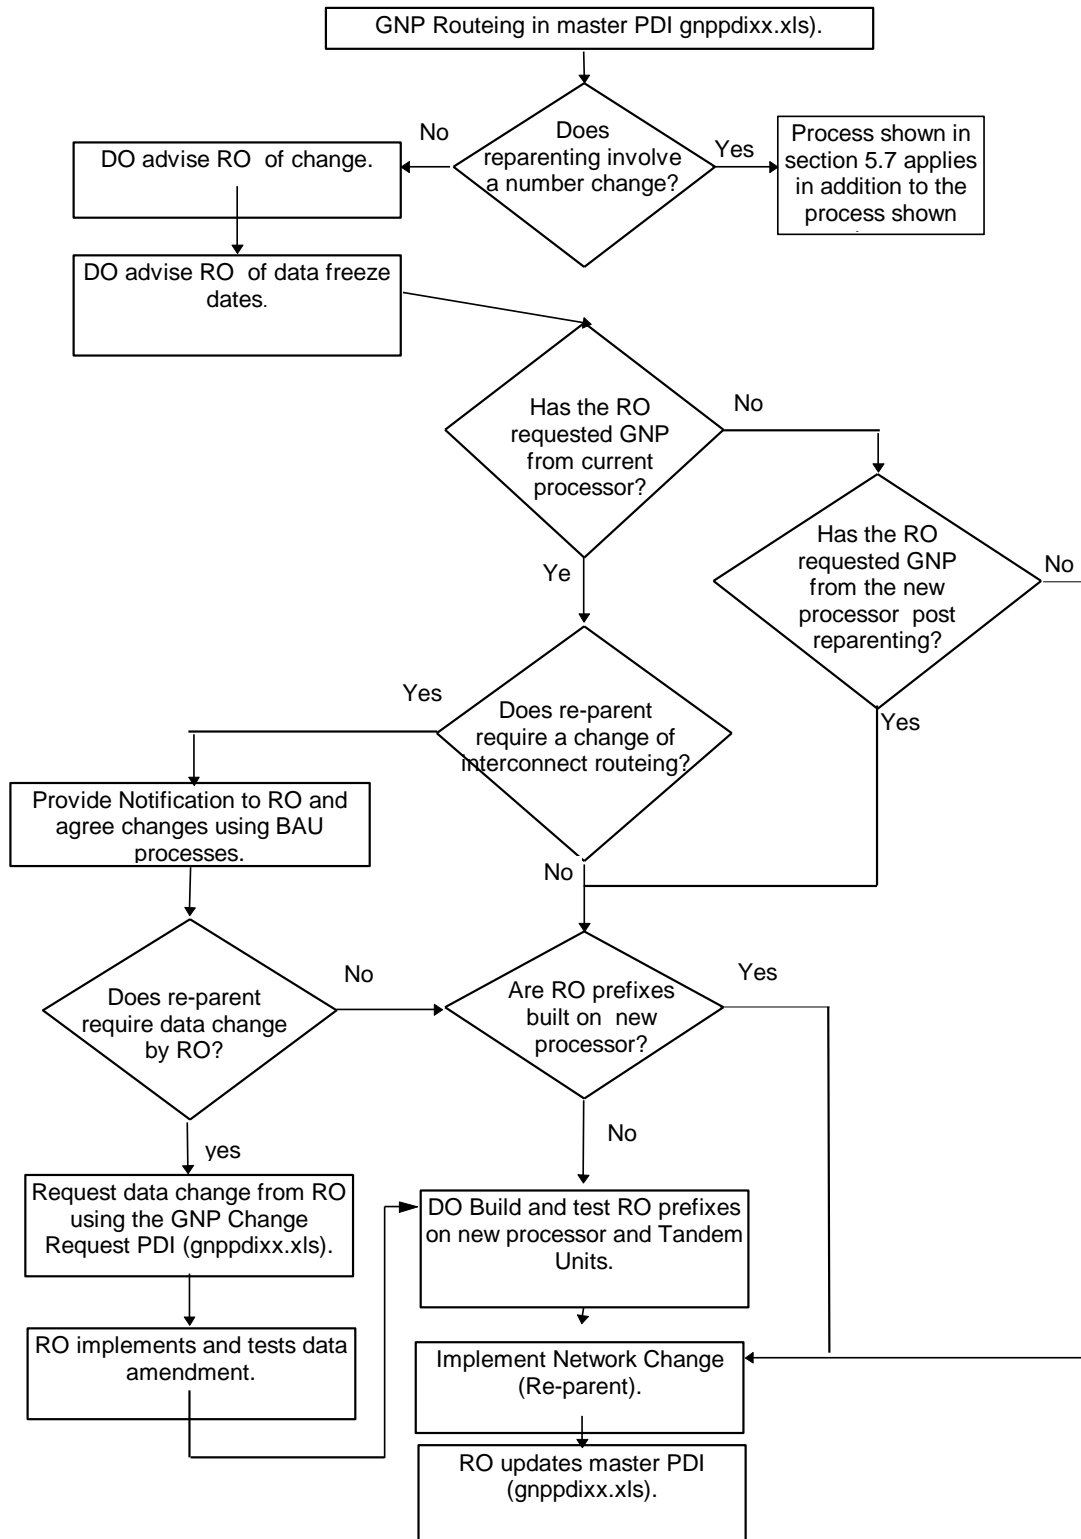 GNP Routeing in master PDI gnppdixx.xls).
No
Does
reparenting involve
a number change?
Yes
Process shown in
section 5.7 applies
in addition to the
process shown
DO advise RO of change.
DO advise RO of data freeze
dates.
Has the RO
requested GNP
from current
processor?
No
Has the RO
requested GNP
from the new
processor post
reparenting?
No
Ye
Yes
Yes
Does re-parent
require a change of
interconnect routeing?
Provide Notification to RO and
agree changes using BAU
processes.
No
Does re-parent
require data change
by RO?
No
Are RO prefixes
built on new
processor?
Yes
yes
No
Request data change from RO
using the GNP Change
Request PDI (gnppdixx.xls).
DO Build and test RO prefixes
on new processor and Tandem
Units.
RO implements and tests data
amendment.
Implement Network Change
(Re-parent).
RO updates master PDI
(gnppdixx.xls).